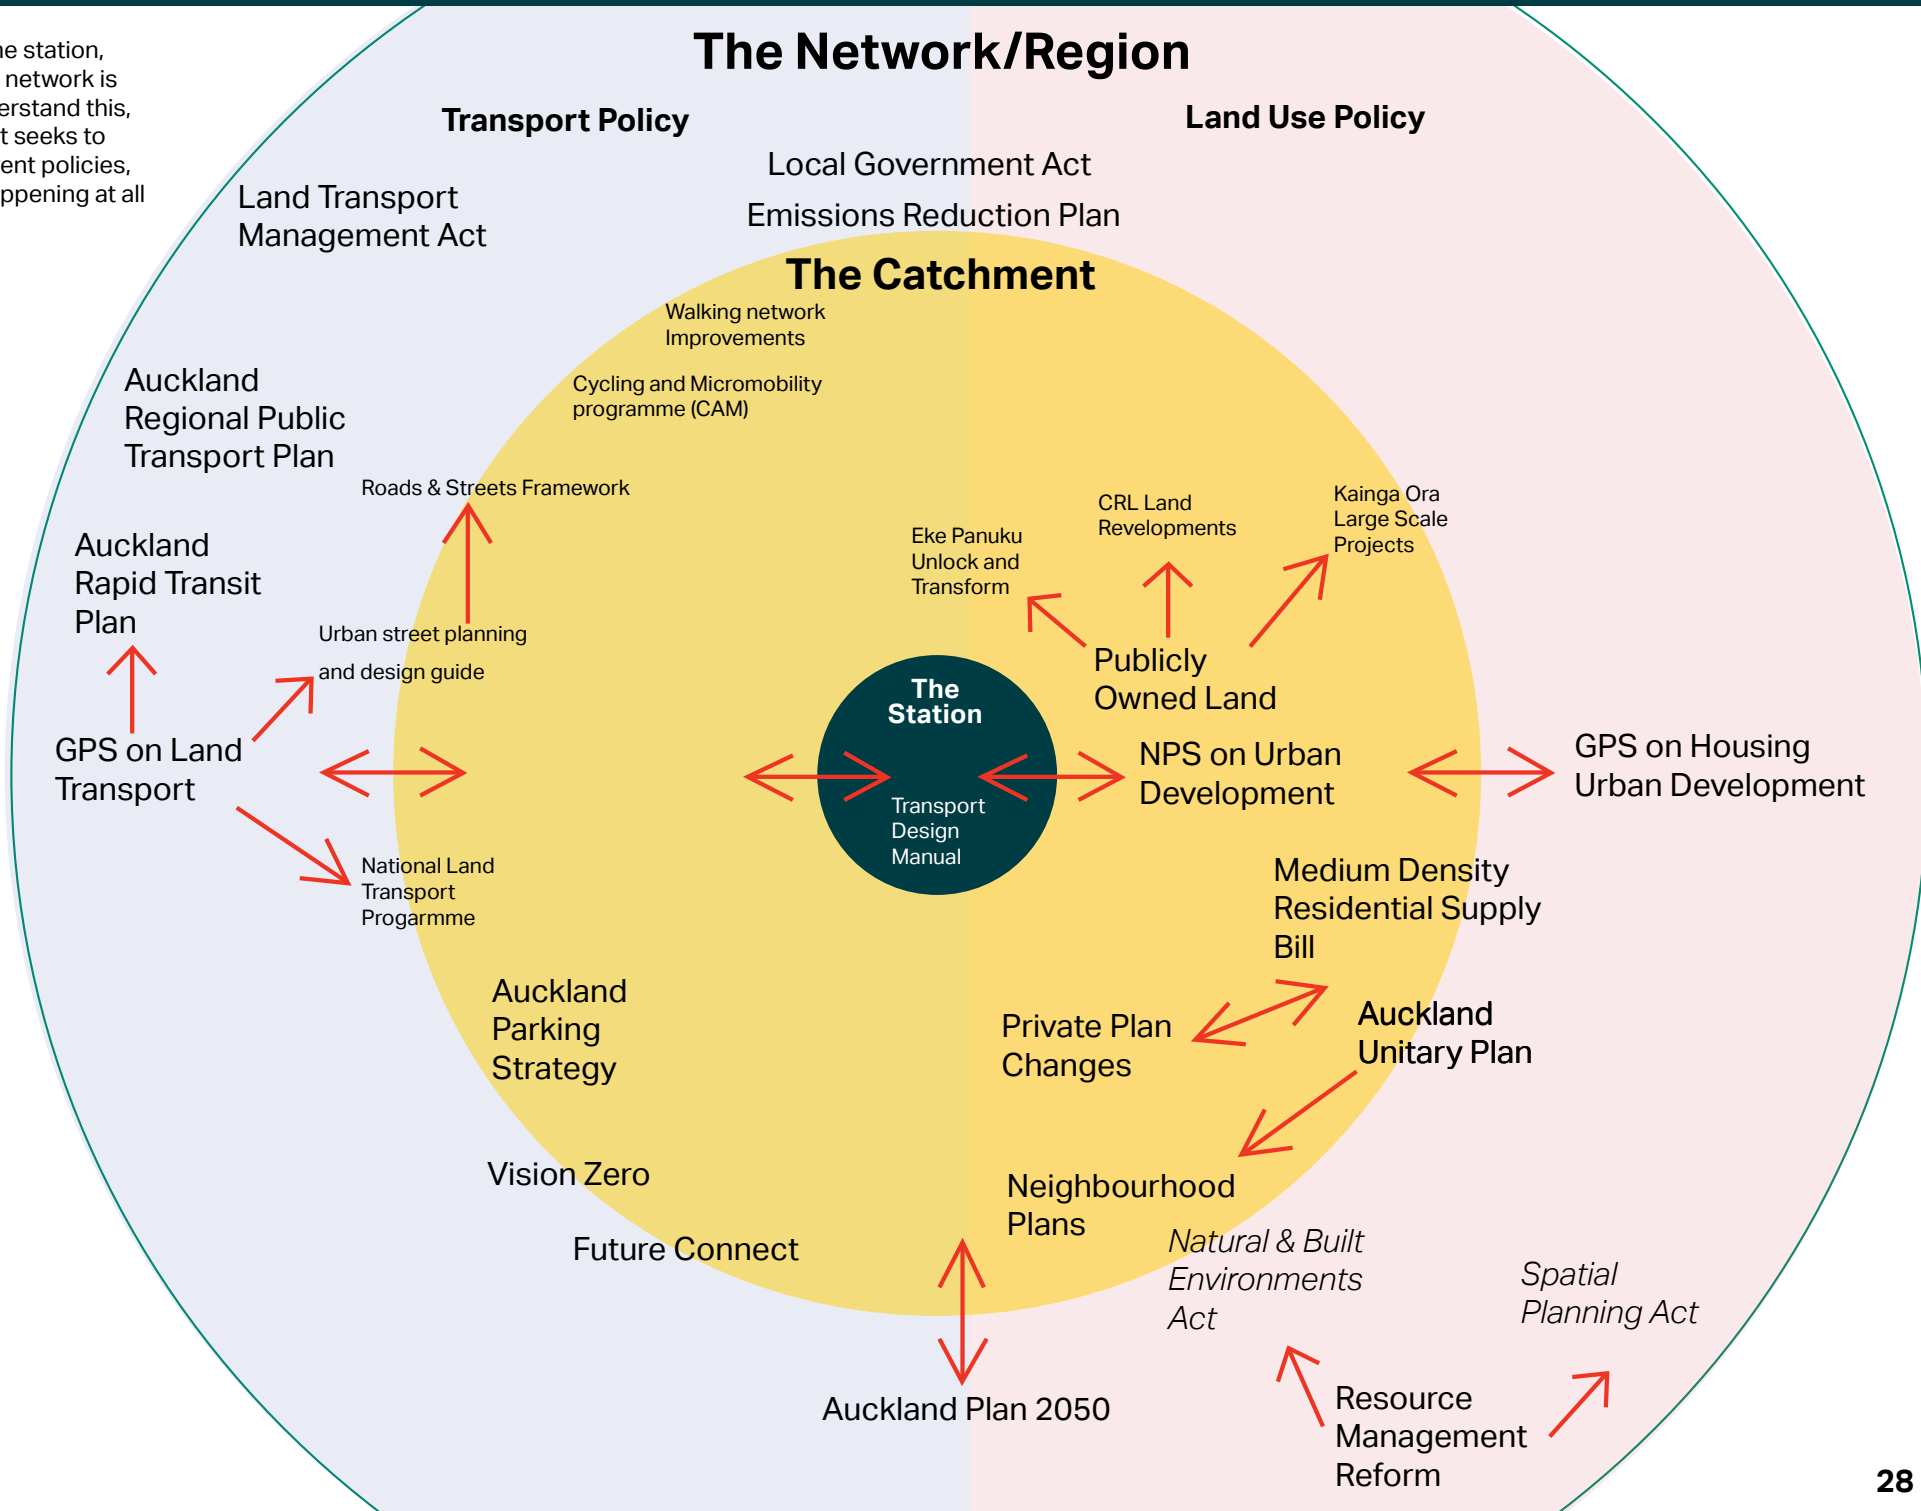 he station,
network is
erstand this,
t seeks to
ent policies,
ppening at all
The Network/Region
Transport Policy
Land Use Policy
Local Government Act
Emissions Reduction Plan
Land Transport
Management Act
The Catchment
Walking network
Improvements
Cycling and Micromobility
programme (CAM)
Auckland
Regional Public
Transport Plan
Roads & Streets Framework
Auckland
Rapid Transit
Plan
Urban street planning
and design guide
GPS on Land
Transport
National Land
Transport
Progarmme
Eke Panuku
Unlock and
Transform
CRL Land
Revelopments
Kainga Ora
Large Scale
Projects
Publicly
Owned Land
The
Station
Transport
Design
Manual
NPS on Urban
Development
GPS on Housing
Urban Development
Medium Density
Residential Supply
Bill
Auckland
Parking
Strategy
Private Plan
Changes
Auckland
Unitary Plan
Vision Zero
Future Connect
Neighbourhood
Plans
Natural & Built
Environments
Act
Spatial
Planning Act
Auckland Plan 2050
Resource
Management
Reform
28